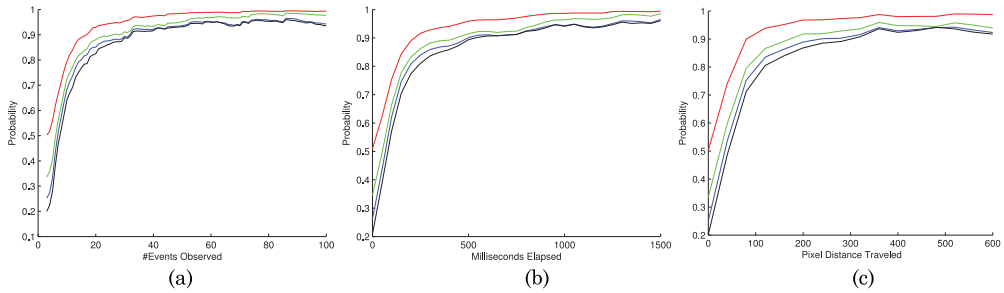 1
0.9
0.8
0.7
0.6
0.5
0.4
0.3
0.2
0.1
Probability
0 20 40 60 80 100
#Events Observed
(a)
1
0.9
0.8
0.7
0.6
0.5
0.4
0.3
0.2
Probability
0 500 1000 1500
Milliseconds Elapsed
(b)
1
0.9
0.8
0.7
0.6
0.5
0.4
0.3
0.2
Probability
0 100 200 300 400 500 600
Pixel Distance Traveled
(c)